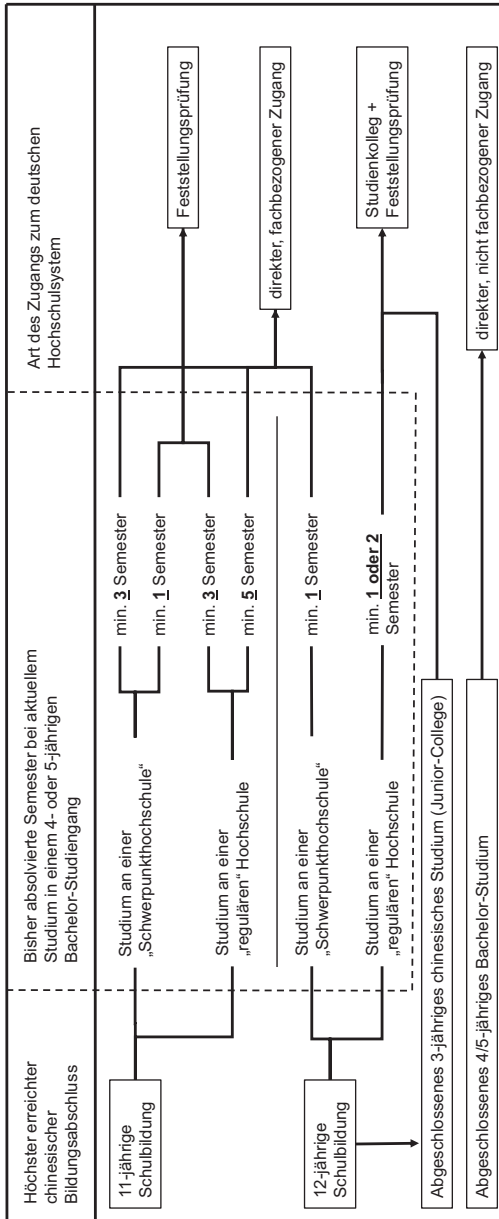 Höchster erreichter
chinesischer
Bildungsabschluss
Bisher absolvierte Semester bei aktuellem
Studium in einem 4- oder 5-jährigen
Bachelor-Studiengang
Art des Zugangs zum deutschen
Hochschulsystem
11-jährige
Schulbildung
Studium an einer
„Schwerpunkthochschule“
min. 3 Semester
min. 1 Semester
Feststellungsprüfung
Studium an einer
„regulären“ Hochschule
min. 3 Semester
min. 5 Semester
direkter, fachbezogener Zugang
12-jährige
Schulbildung
Studium an einer
„Schwerpunkthochschule“
min. 1 Semester
Studium an einer
„regulären“ Hochschule
min. 1 oder 2
Semester
Studienkolleg +
Feststellungsprüfung
Abgeschlossenes 3-jähriges chinesisches Studium (Junior-College)
Abgeschlossenes 4/5-jähriges Bachelor-Studium
direkter, nicht fachbezogener Zugang